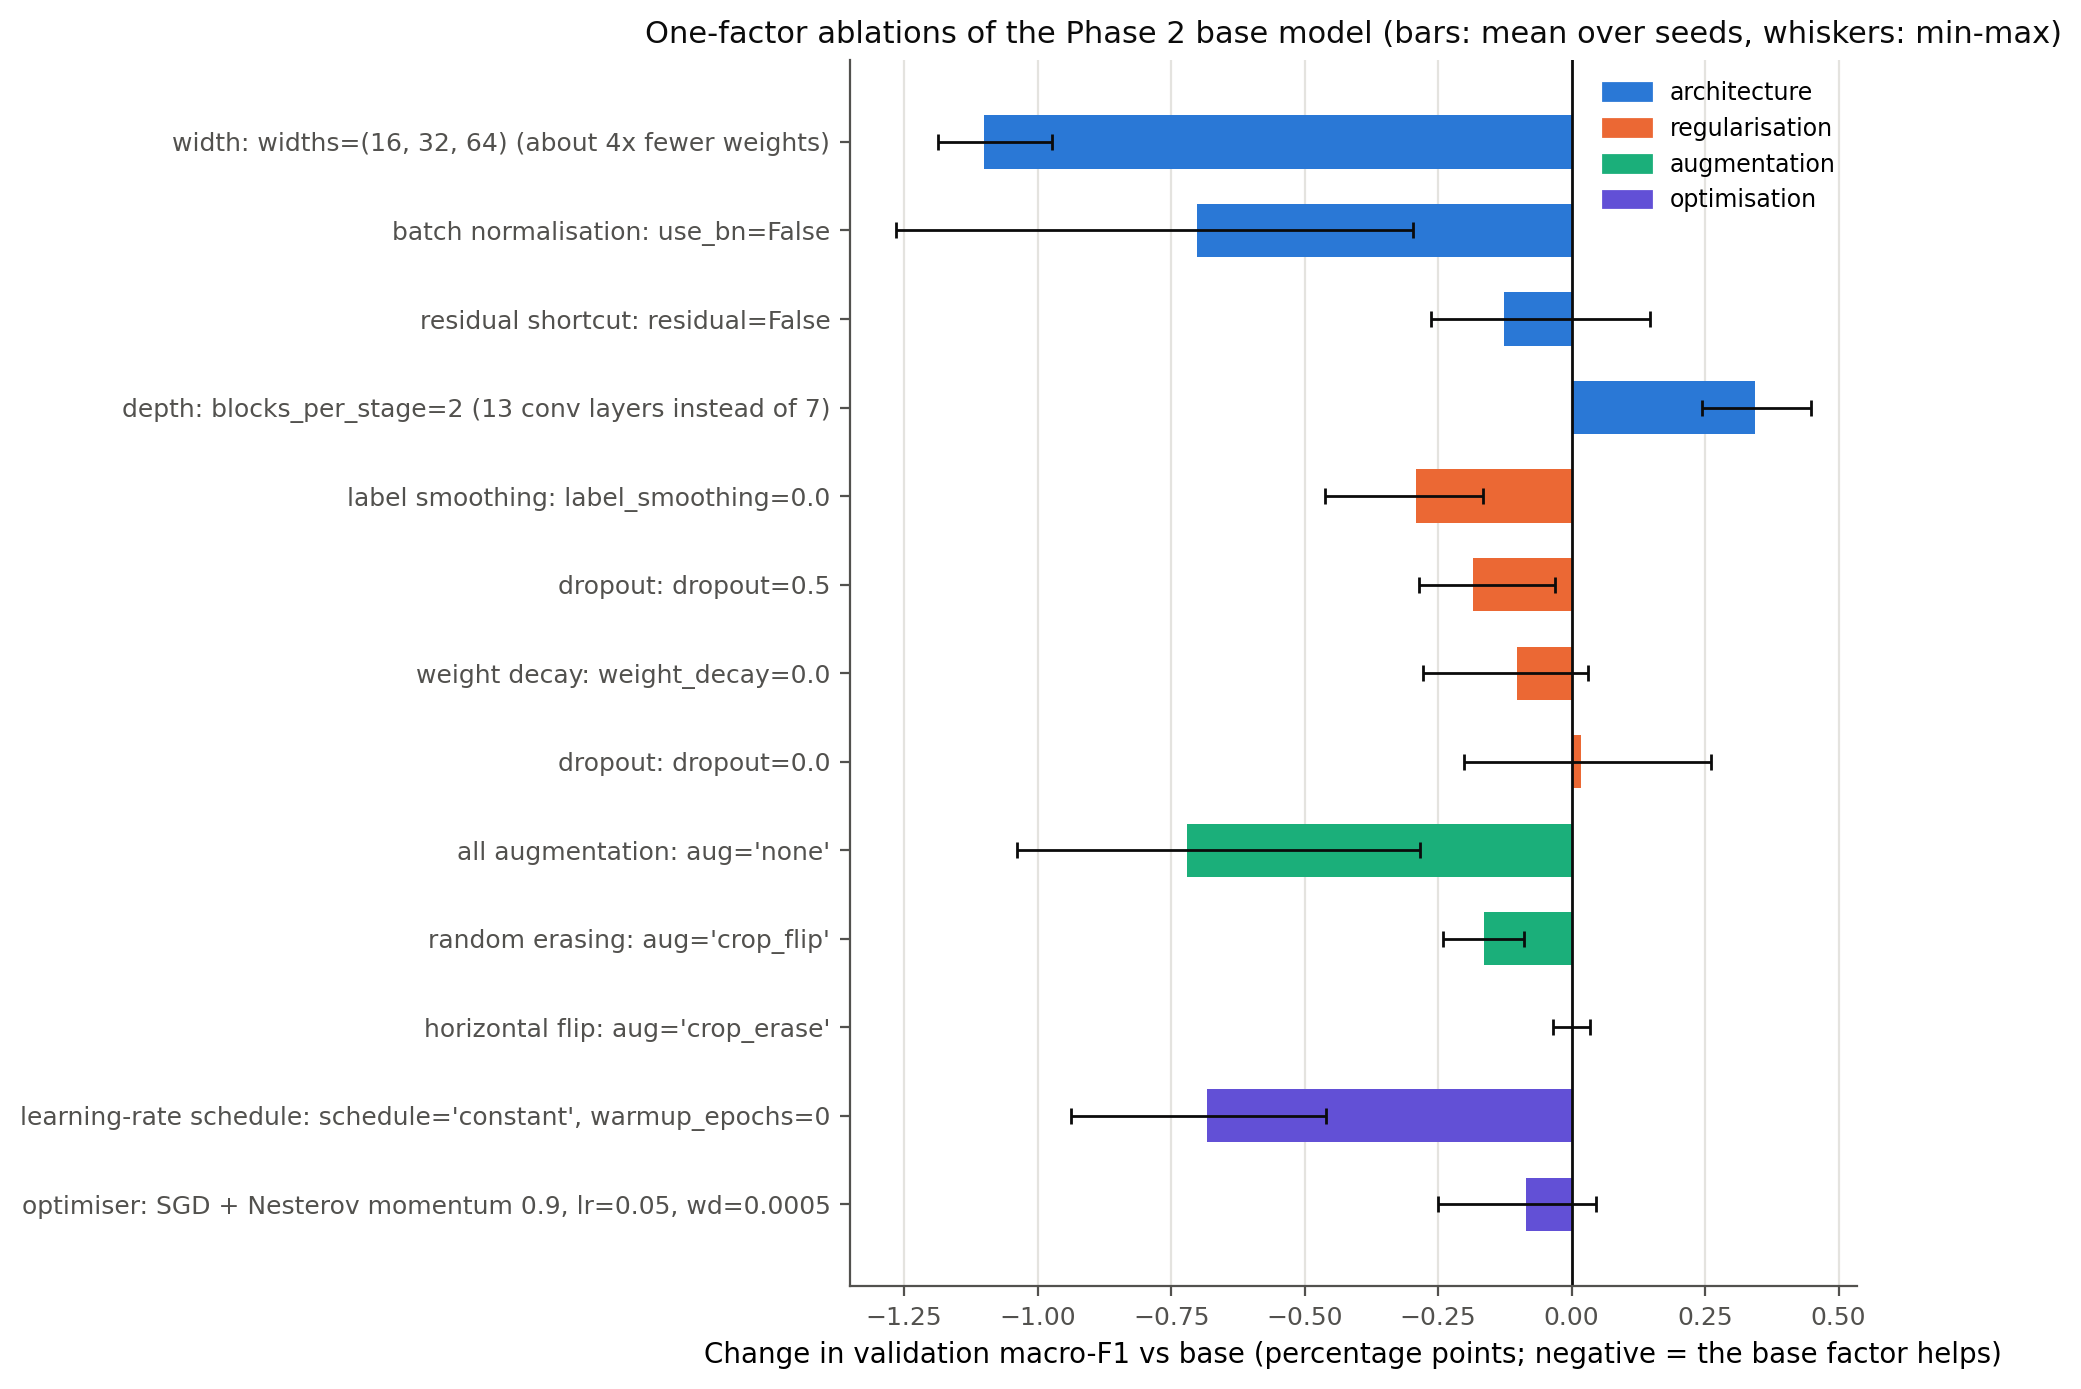 One-factor ablations of the Phase 2 base model (bars: mean over seeds, whiskers: min-max)
architecture
regularisation
augmentation
optimisation
width: widths=(16, 32, 64) (about 4x fewer weights)
batch normalisation: use_bn=False
residual shortcut: residual=False
depth: blocks_per_stage=2 (13 conv layers instead of 7)
label smoothing: label_smoothing=0.0
dropout: dropout=0.5
weight decay: weight_decay=0.0
dropout: dropout=0.0
all augmentation: aug='none'
random erasing: aug='crop_flip'
horizontal flip: aug='crop_erase'
learning-rate schedule: schedule='constant', warmup_epochs=0
optimiser: SGD + Nesterov momentum 0.9, lr=0.05, wd=0.0005
−1.25 −1.00 −0.75 −0.50 −0.25 0.00 0.25 0.50
Change in validation macro-F1 vs base (percentage points; negative = the base factor helps)